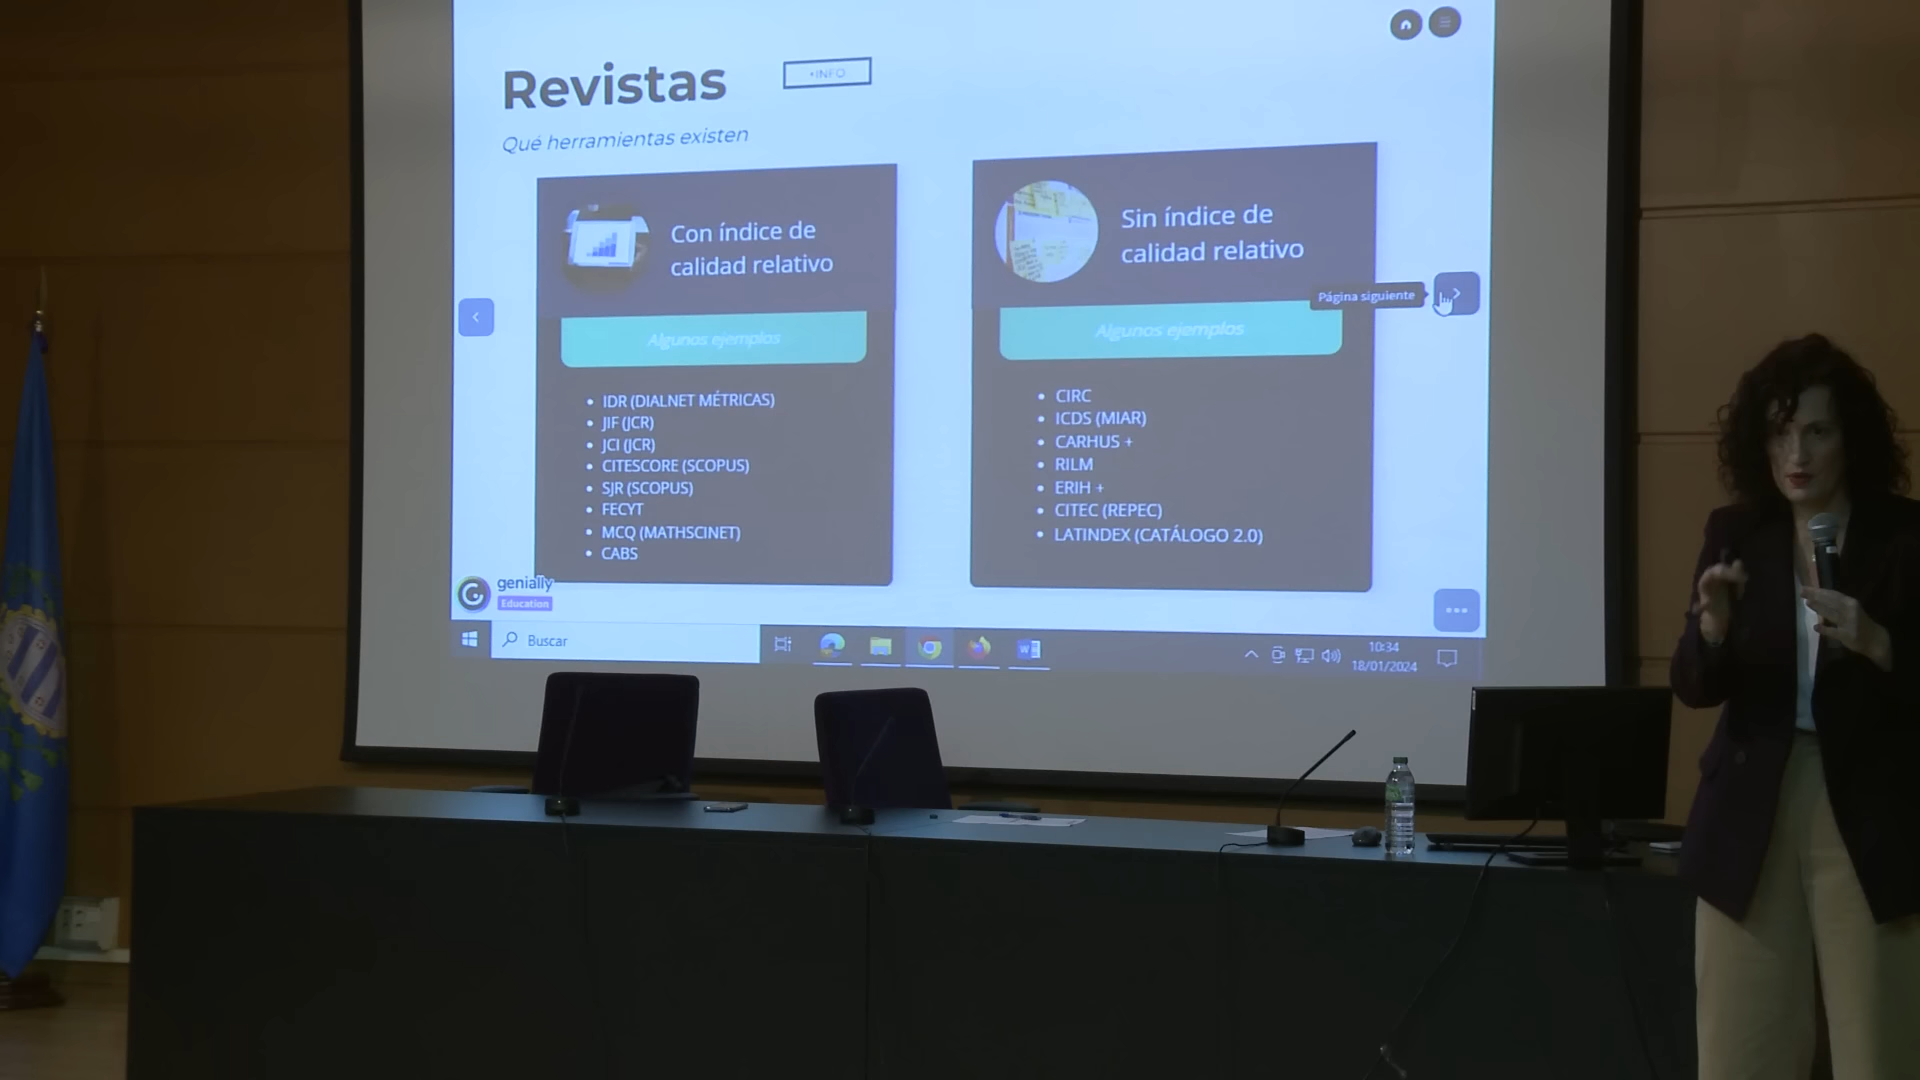 Revistas
+INFO
Qué herramientas existen
Con índice de
calidad relativo
Algunos ejemplos
• IDR (DIALNET MÉTRICAS)
• JIF (JCR)
• JCI (JCR)
• CITESCORE (SCOPUS)
• SJR (SCOPUS)
• FECYT
• MCQ (MATHSCINET)
• CABS
Sin índice de
calidad relativo
Algunos ejemplos
• CIRC
• ICDS (MIAR)
• CARHUS +
• RILM
• ERIH +
• CITEC (REPEC)
• LATINDEX (CATÁLOGO 2.0)
Página siguiente
genially
Education
Buscar
10:34
18/01/2024